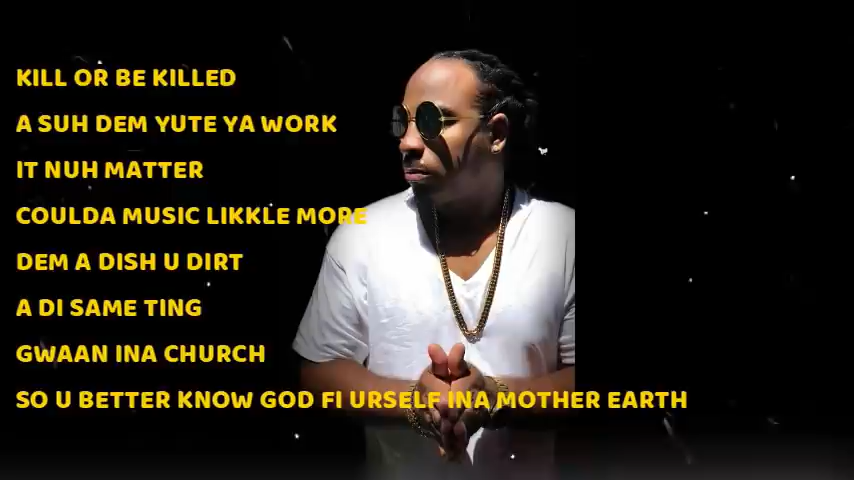 KILL OR BE KILLED
A SUH DEM YUTE YA WORK
IT NUH MATTER
COULDA MUSIC LIKKLE MORE
DEM A DISH U DIRT
A DI SAME TING
GWAAN INA CHURCH
SO U BETTER KNOW GOD FI URSELF INA MOTHER EARTH